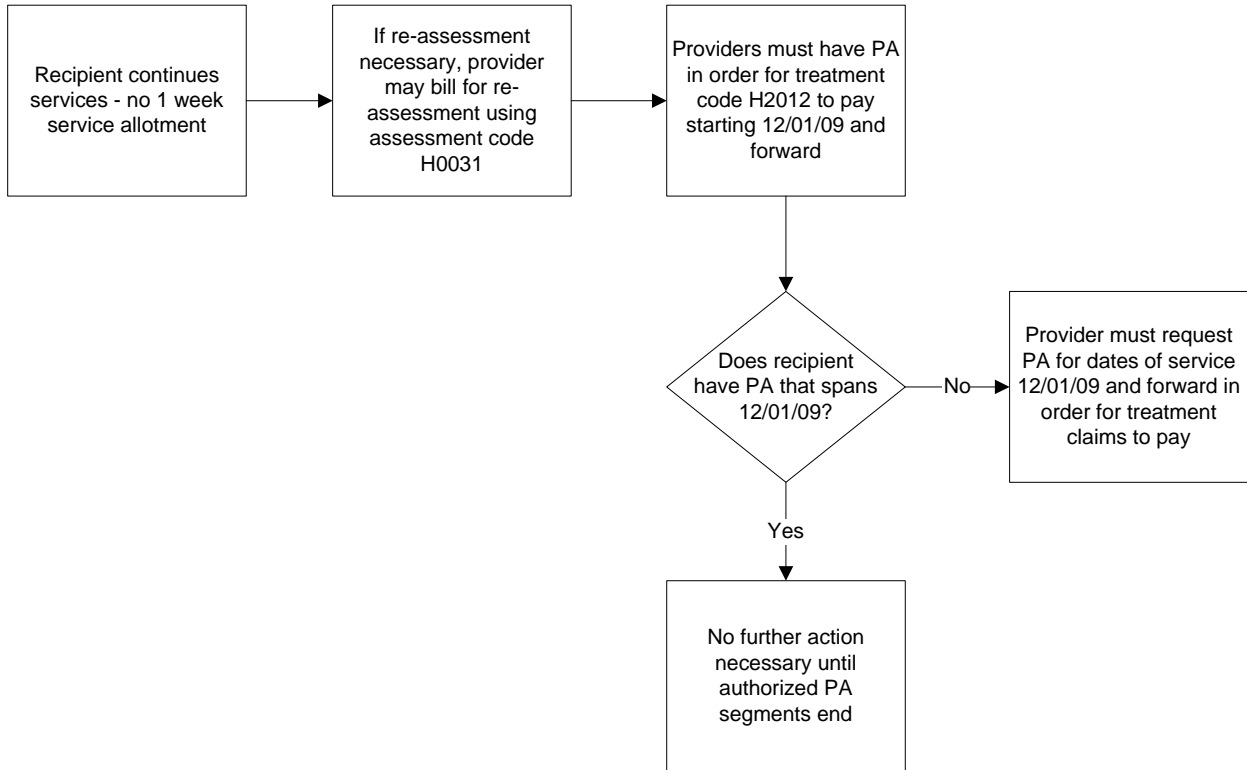 Recipient continues
services - no 1 week
service allotment
If re-assessment
necessary, provider
may bill for re-
assessment using
assessment code
H0031
Providers must have PA
in order for treatment
code H2012 to pay
starting 12/01/09 and
forward
Does recipient
have PA that spans
12/01/09?
No
Provider must request
PA for dates of service
12/01/09 and forward in
order for treatment
claims to pay
Yes
No further action
necessary until
authorized PA
segments end